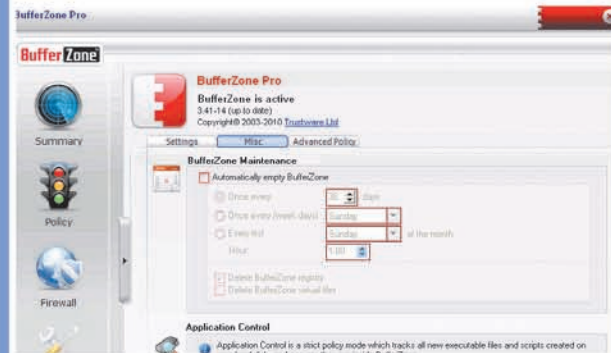 BufferZone Pro
Buffer Zone
BufferZone Pro
BufferZone is active
3.41-14 (up to date)
Copyright© 2003-2010 Trustware Ltd
Summary
Settings Misc Advanced Policy
BufferZone Maintenance
Automatically empty BufferZone
Once every days
Once every (week days) Sunday
Policy
Every first Sunday of the month
Hour 1:00
Delete BufferZone registry
Delete BufferZone virtual files
Firewall
Application Control
Application Control is a strict policy mode which tracks all new executable files and scripts created on